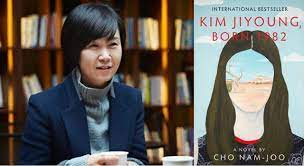 INTERNATIONAL BESTSELLER
KIM JIYOUNG,
BORN 1982
A NOVEL BY
CHO NAM-JOO